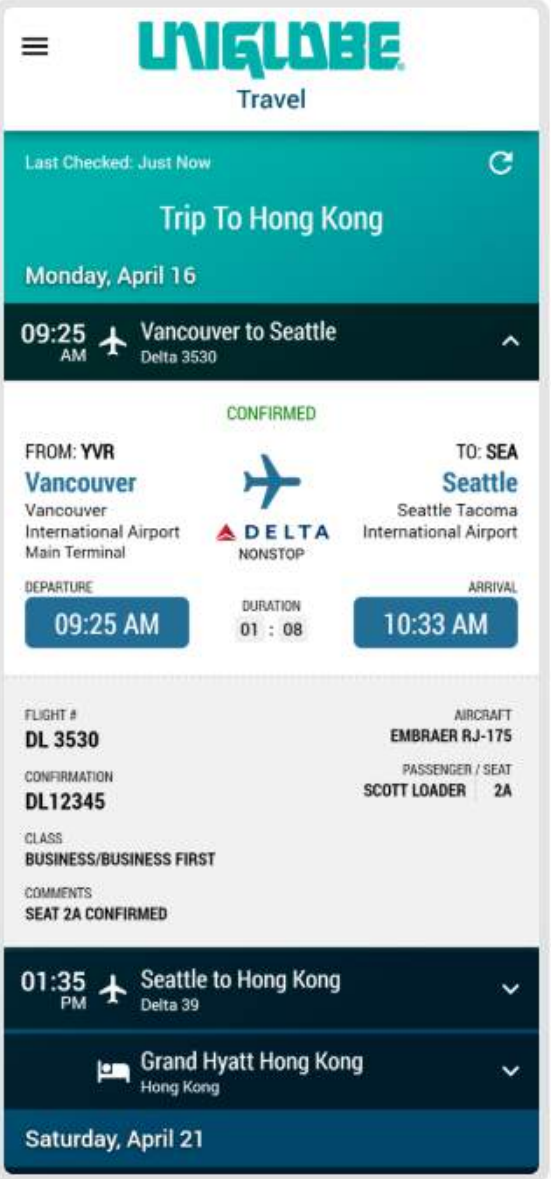 UNIGLOBE
Travel
Last Checked: Just Now
Trip To Hong Kong
Monday, April 16
09:25 AM
Vancouver to Seattle
Delta 3530
CONFIRMED
FROM: YVR
Vancouver
Vancouver
International Airport
Main Terminal
TO: SEA
Seattle
Seattle Tacoma
International Airport
DELTA
NONSTOP
DEPARTURE
09:25 AM
DURATION
01 : 08
ARRIVAL
10:33 AM
FLIGHT #
DL 3530
AIRCRAFT
EMBRAER RJ-175
CONFIRMATION
DL12345
PASSENGER / SEAT
SCOTT LOADER 2A
CLASS
BUSINESS/BUSINESS FIRST
COMMENTS
SEAT 2A CONFIRMED
01:35 PM
Seattle to Hong Kong
Delta 39
Grand Hyatt Hong Kong
Hong Kong
Saturday, April 21